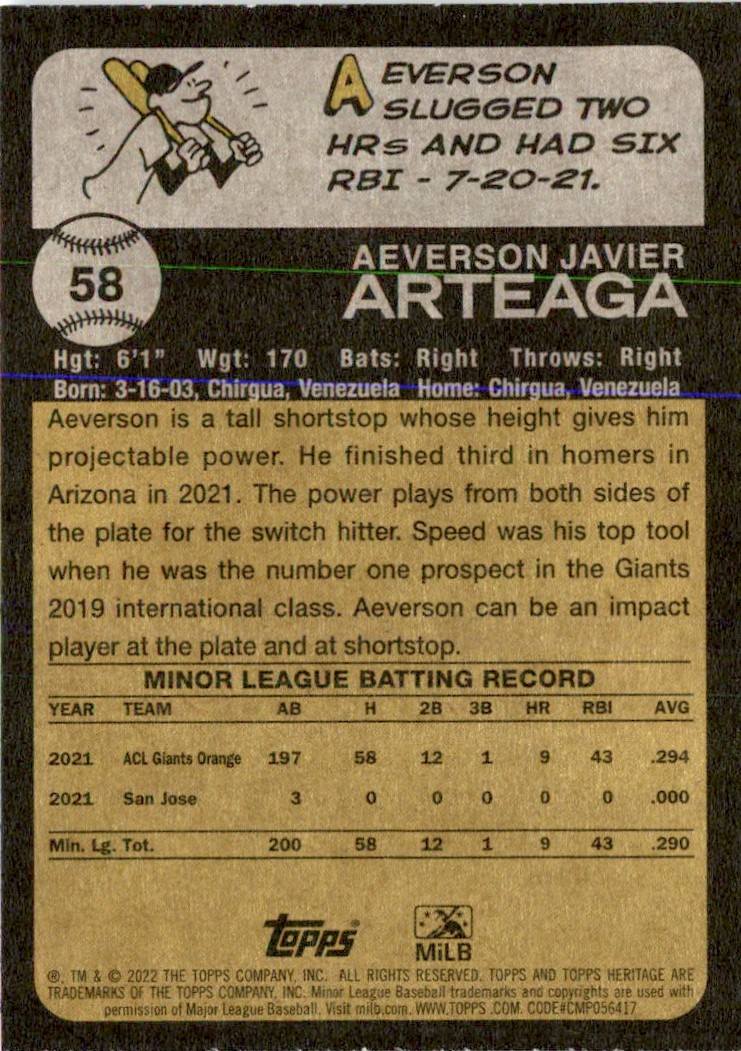 AEVERSON
SLUGGED TWO
HRs AND HAD SIX
RBI - 7-20-21.
58
AEVERSON JAVIER
ARTEAGA
Hgt: 6'1" Wgt: 170 Bats: Right Throws: Right
Born: 3-16-03, Chirgua, Venezuela Home: Chirgua, Venezuela
Aeverson is a tall shortstop whose height gives him
projectable power. He finished third in homers in
Arizona in 2021. The power plays from both sides of
the plate for the switch hitter. Speed was his top tool
when he was the number one prospect in the Giants
2019 international class. Aeverson can be an impact
player at the plate and at shortstop.
MINOR LEAGUE BATTING RECORD
YEAR TEAM AB H 2B 3B HR RBI AVG
2021 ACL Giants Orange 197 58 12 1 9 43 .294
2021 San Jose 3 0 0 0 0 0 .000
Min. Lg. Tot. 200 58 12 1 9 43 .290
topps MiLB
®, TM & © 2022 THE TOPPS COMPANY, INC. ALL RIGHTS RESERVED. TOPPS AND TOPPS HERITAGE ARE
TRADEMARKS OF THE TOPPS COMPANY, INC. Minor League Baseball trademarks and copyrights are used with
permission of Major League Baseball. Visit milb.com. WWW.TOPPS.COM. CODE#CMP056417